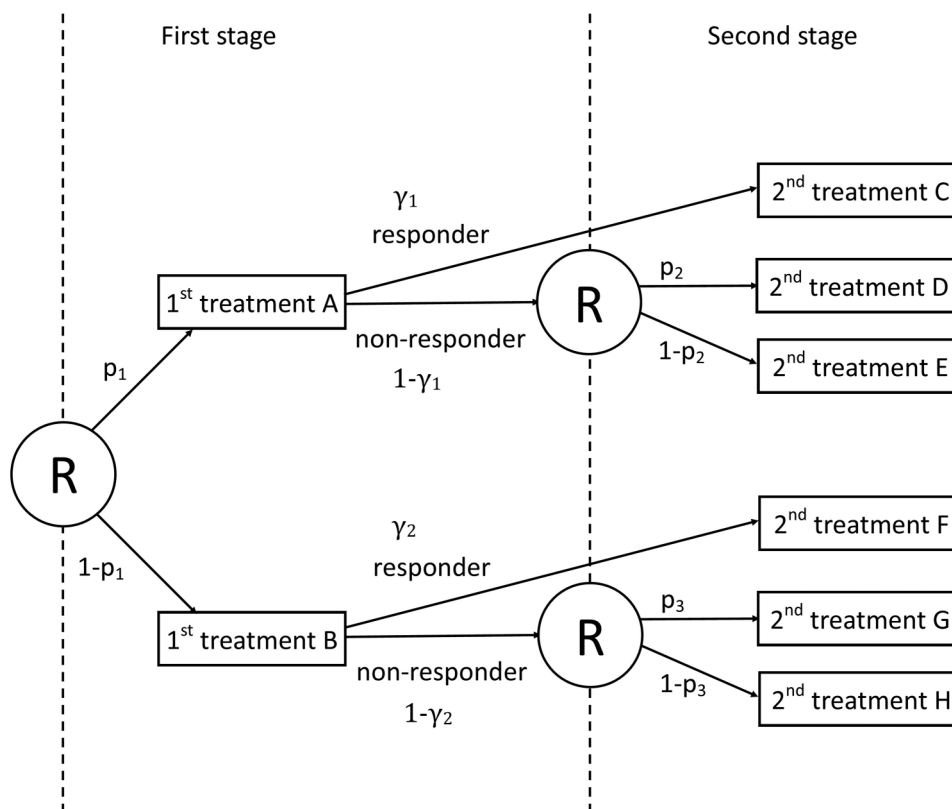 First stage
Second stage
γ₁
responder
2ⁿᵈ treatment C
1ˢᵗ treatment A
R
p₂
2ⁿᵈ treatment D
non-responder
1-γ₁
1-p₂
2ⁿᵈ treatment E
p₁
R
1-p₁
γ₂
responder
2ⁿᵈ treatment F
1ˢᵗ treatment B
R
p₃
2ⁿᵈ treatment G
non-responder
1-γ₂
1-p₃
2ⁿᵈ treatment H